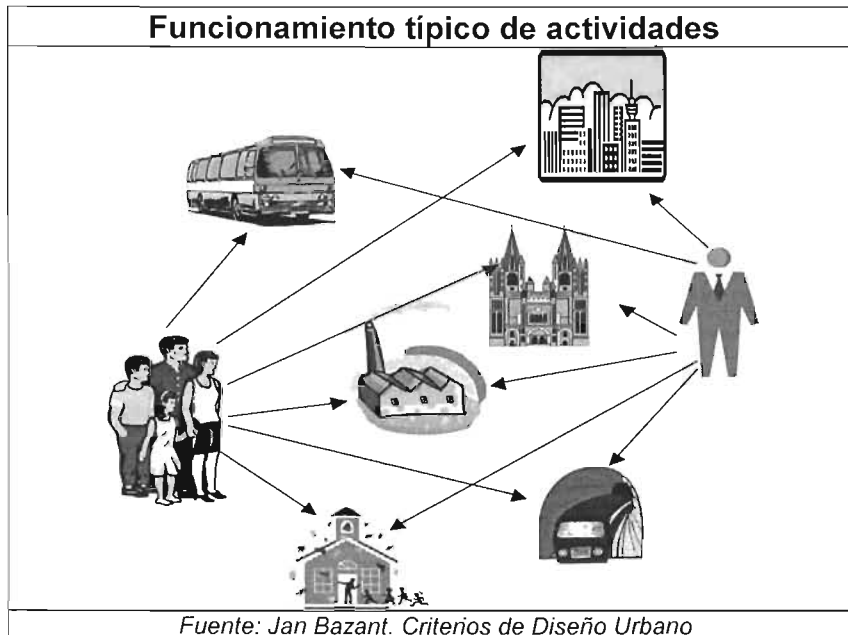 Funcionamiento típico de actividades
Fuente: Jan Bazant. Criterios de Diseño Urbano